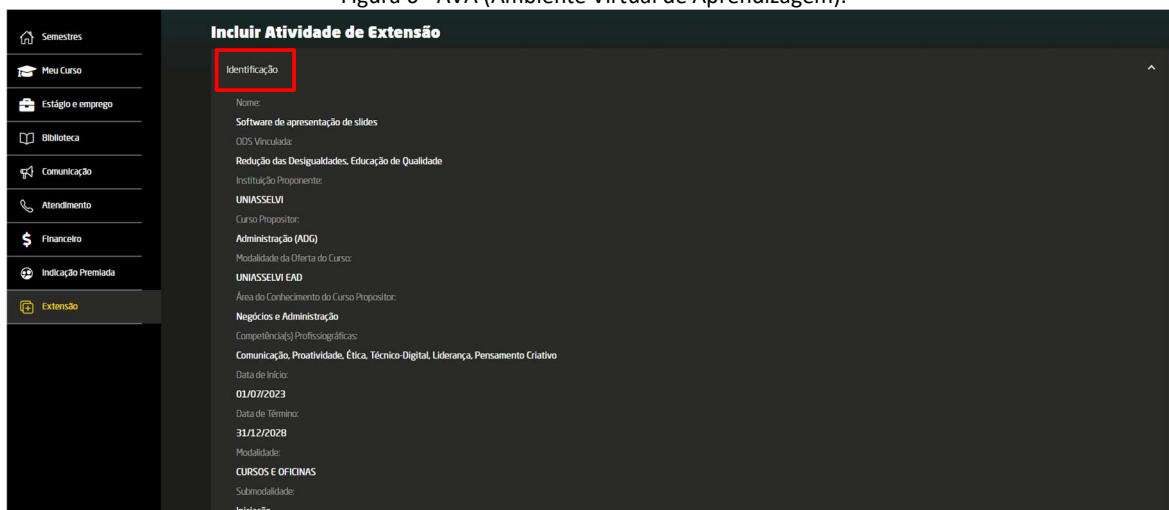 Figura 6 - AVA (Ambiente Virtual de Aprendizagem).
Semestres
Meu Curso
Estágio e emprego
Biblioteca
Comunicação
Atendimento
Financeiro
Indicação Premiada
Extensão
Incluir Atividade de Extensão
Identificação
Nome:
Software de apresentação de slides
ODS Vinculada:
Redução das Desigualdades, Educação de Qualidade
Instituição Proponente:
UNIASSELVI
Curso Propositor:
Administração (ADG)
Modalidade da Oferta do Curso:
UNIASSELVI EAD
Área do Conhecimento do Curso Propositor:
Negócios e Administração
Competência(s) Profissiográficas:
Comunicação, Proatividade, Ética, Técnico-Digital, Liderança, Pensamento Criativo
Data de Início:
01/07/2023
Data de Término:
31/12/2028
Modalidade:
CURSOS E OFICINAS
Submodalidade:
Iniciação